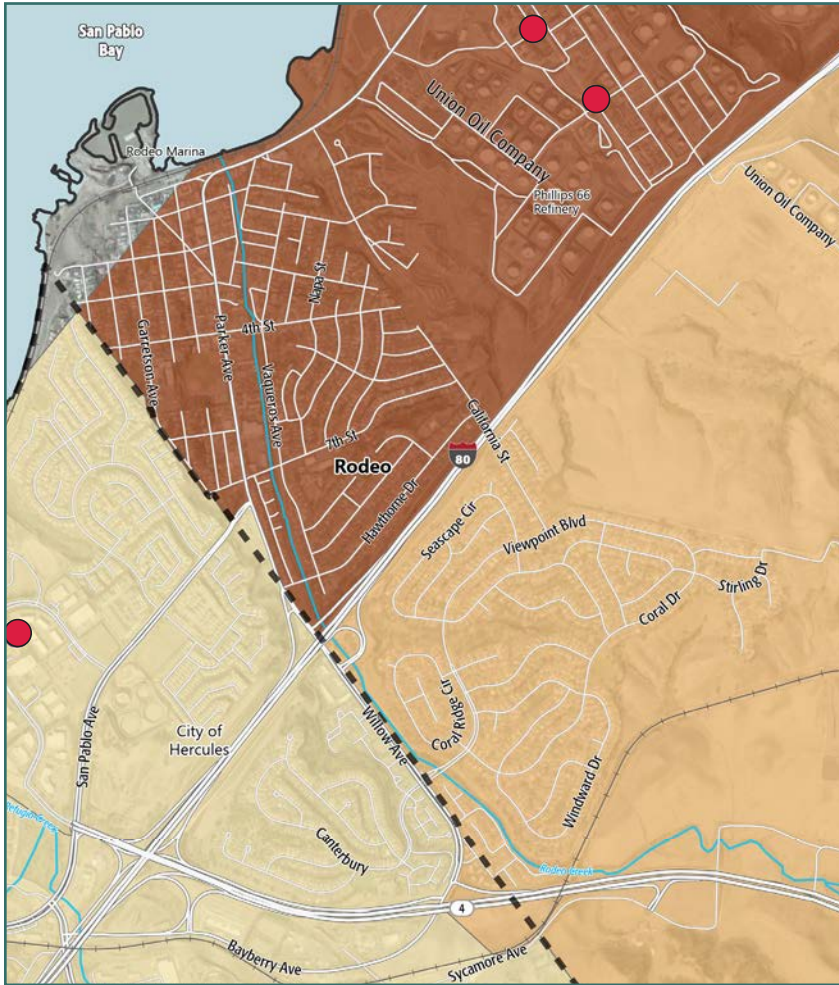 San Pablo
Bay
Rodeo Marina
Union Oil Company
Phillips 66
Refinery
Union Oil Company
Napa St
4th St
Garretson Ave
Parker Ave
Vaqueros Ave
7th St
California St
Rodeo
80
Hawthorne Dr
Seascape Cir
Viewpoint Blvd
Stirling Dr
Coral Dr
Coral Ridge Cir
Willow Ave
City of
Hercules
San Pablo Ave
Windward Dr
Refugio Creek
Canterbury
Rodeo Creek
4
Bayberry Ave
Sycamore Ave